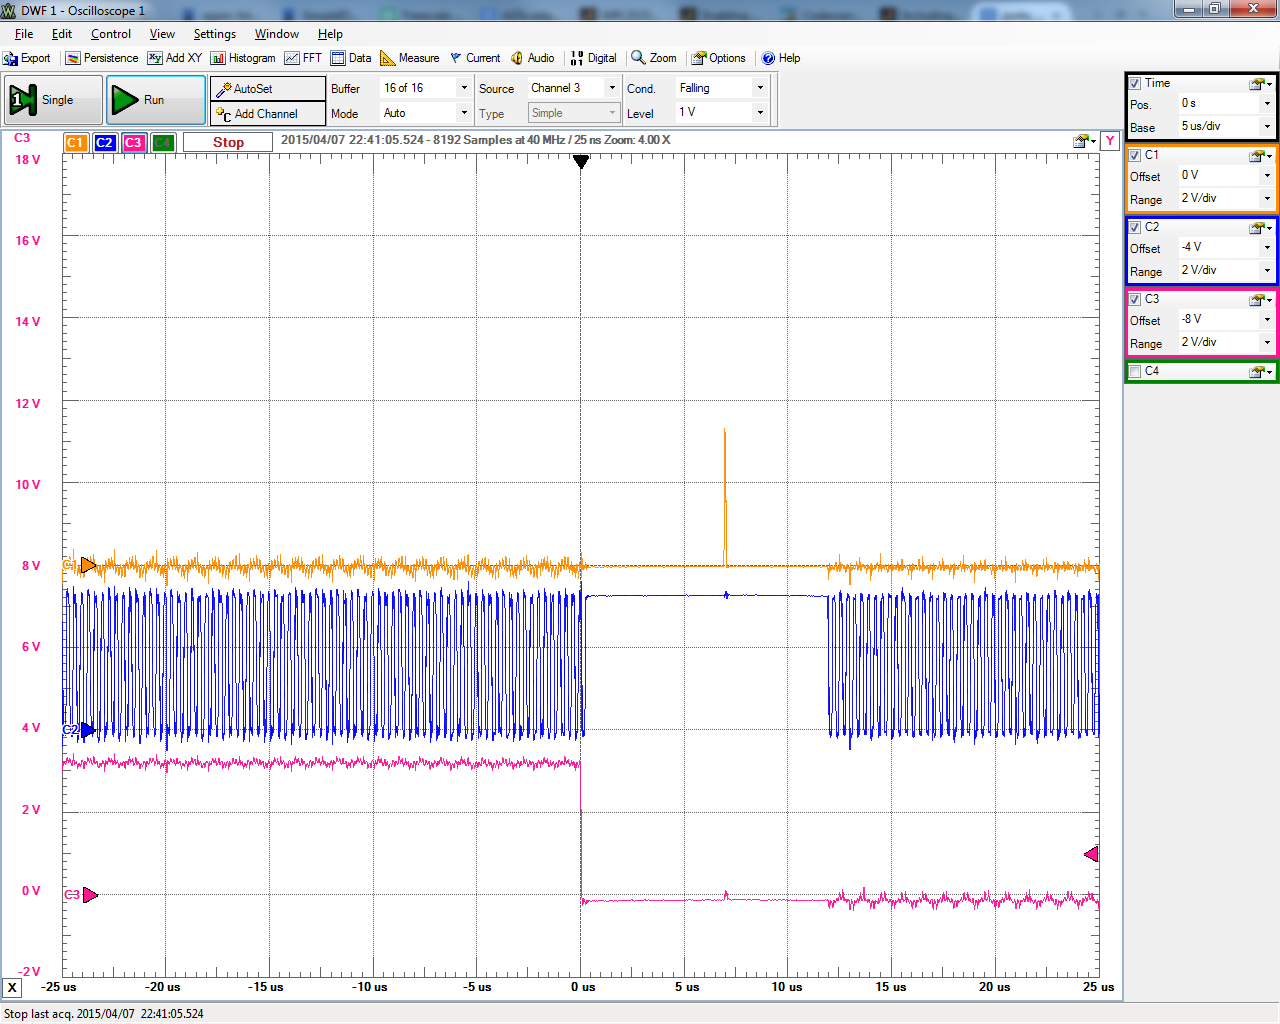 DWF 1 - Oscilloscope 1
File Edit Control View Settings Window Help
Export Persistence Add XY Histogram FFT Data Measure Current Audio Digital Zoom Options Help
Single Run AutoSet Buffer 16 of 16 Source Channel 3 Cond. Falling
Add Channel Mode Auto Type Simple Level 1 V
C3 C1 C2 C3 C4 Stop 2015/04/07 22:41:05.524 - 8192 Samples at 40 MHz / 25 ns Zoom: 4.00 X Y
18 V
16 V
14 V
12 V
10 V
8 V
6 V
C2
4 V
2 V
C3
0 V
-2 V
X -25 us -20 us -15 us -10 us -5 us 0 us 5 us 10 us 15 us 20 us 25 us
Time
Pos. 0 s
Base 5 us/div
C1
Offset 0 V
Range 2 V/div
C2
Offset -4 V
Range 2 V/div
C3
Offset -8 V
Range 2 V/div
C4
Stop last acq. 2015/04/07 22:41:05.524